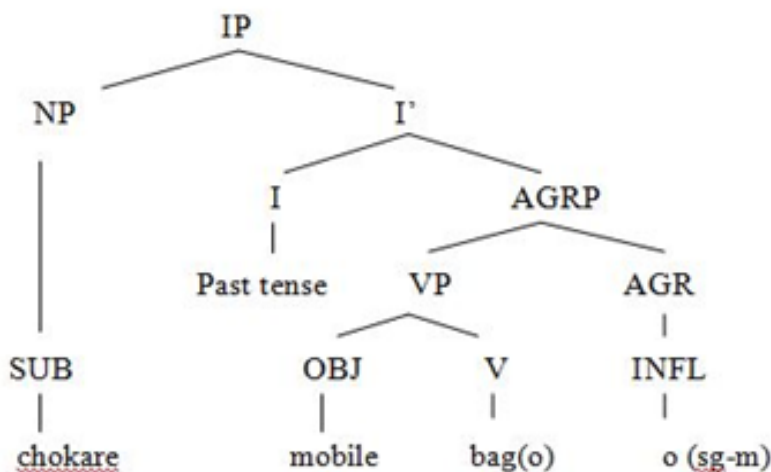 IP
NP I’
I AGRP
Past tense VP AGR
SUB OBJ V INFL
chokare mobile bag(o) o (sg-m)